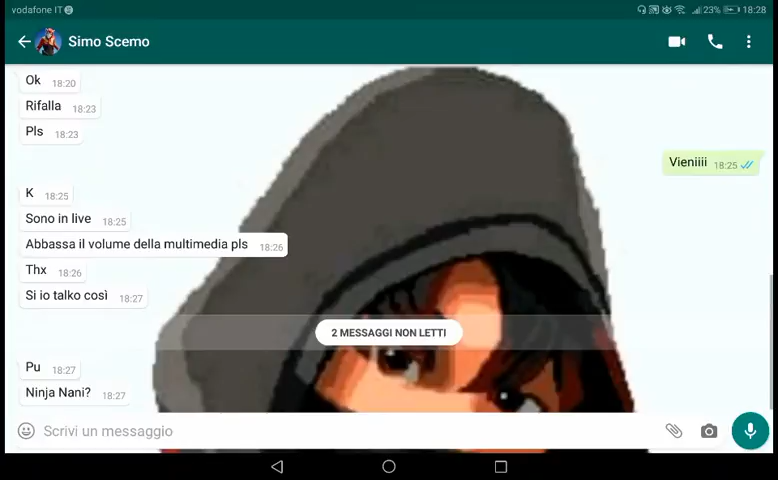 vodafone IT
23% 18:28
Simo Scemo
Ok 18:20
Rifalla 18:23
Pls 18:23
Vieniiii 18:25
K 18:25
Sono in live 18:25
Abbassa il volume della multimedia pls 18:26
Thx 18:26
Si io talko così 18:27
2 MESSAGGI NON LETTI
Pu 18:27
Ninja Nani? 18:27
Scrivi un messaggio